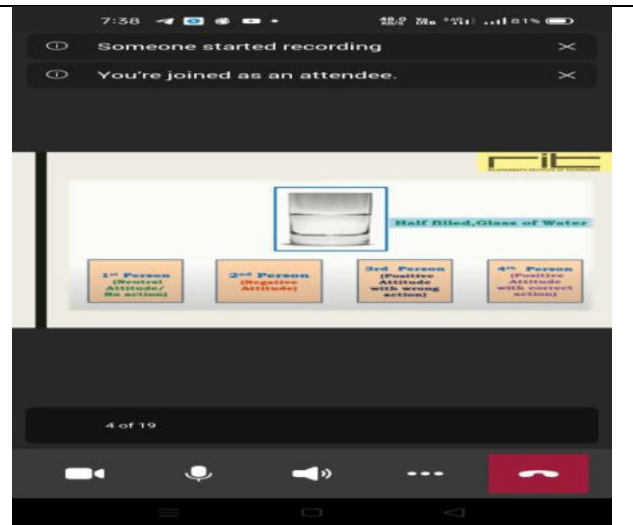 7:38
81%
Someone started recording
You're joined as an attendee.
rit
Half filled,Glass of Water
1st Person
(Neutral
Attitude/
No action)
2nd Person
(Negative
Attitude)
3rd Person
(Positive
Attitude
with wrong
action)
4th Person
(Positive
Attitude
with correct
action)
4 of 19